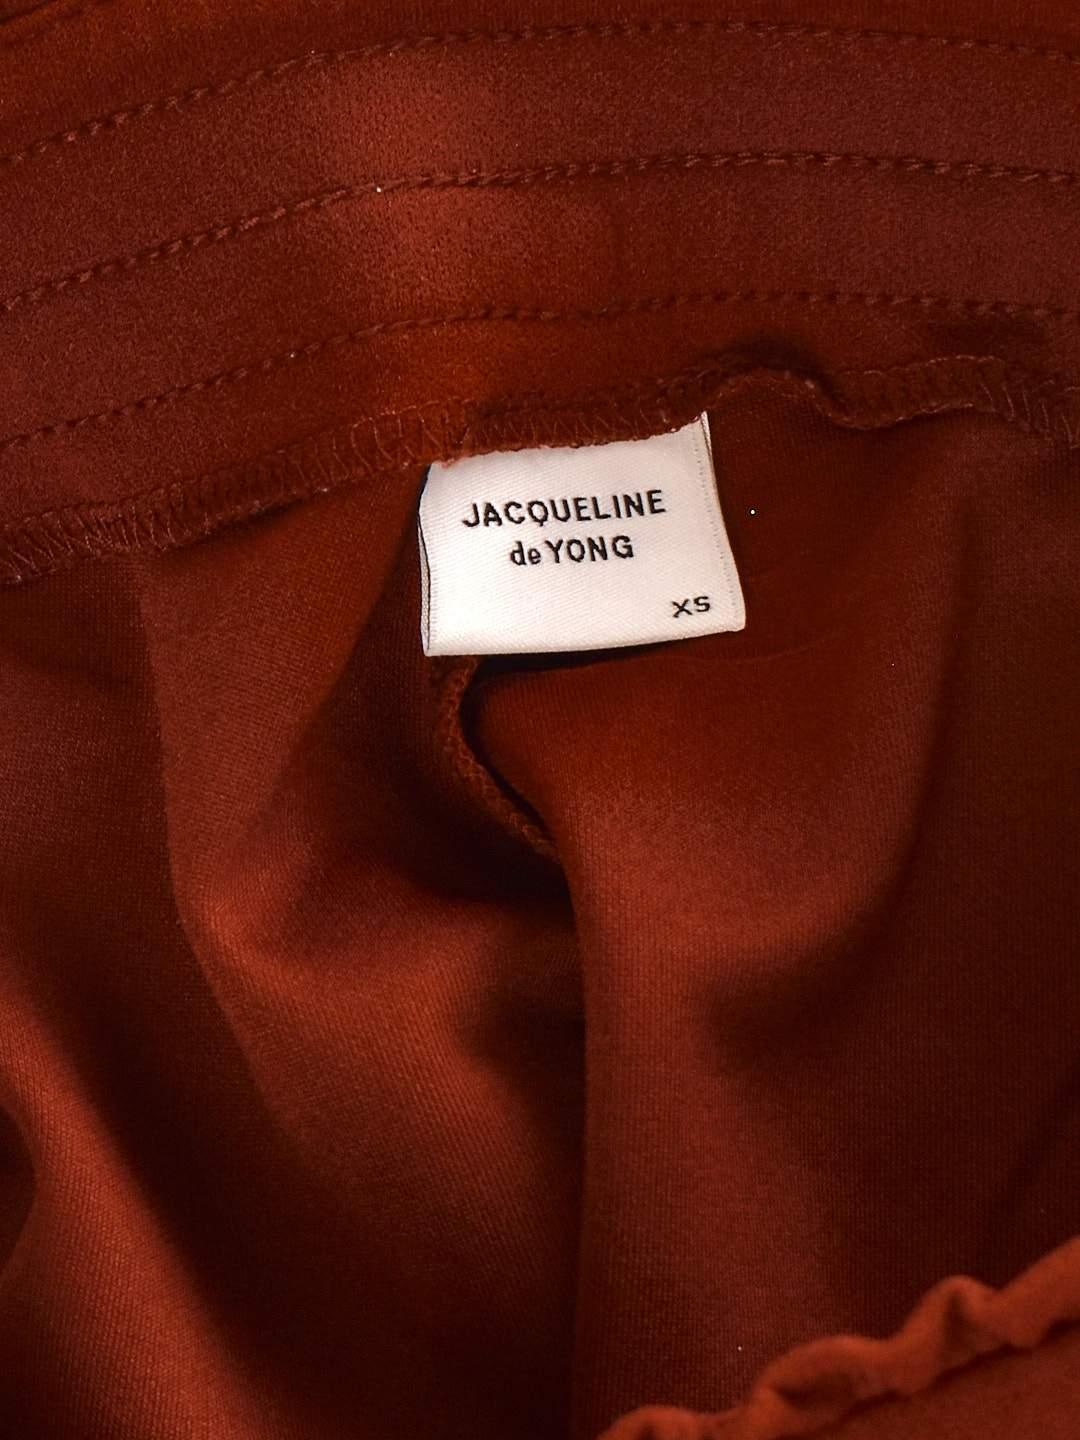 JACQUELINE
de YONG
XS